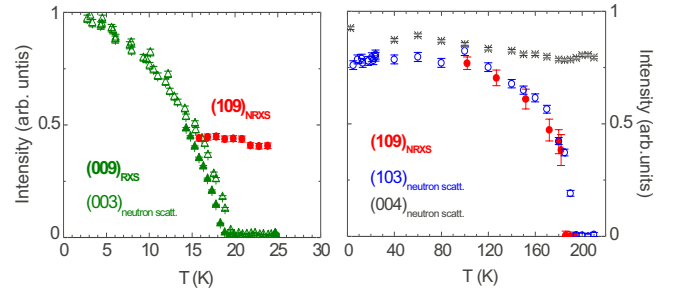 Intensity (arb. untis)
1
0.5
0
0
5
10
15
20
25
30
T (K)
(109)NRXS
(009)RXS
(003)neutron scatt.
1
0.5
0
0
40
80
120
160
200
T (K)
(109)NRXS
(103)neutron scatt.
(004)neutron scatt.
Intensity (arb.units)